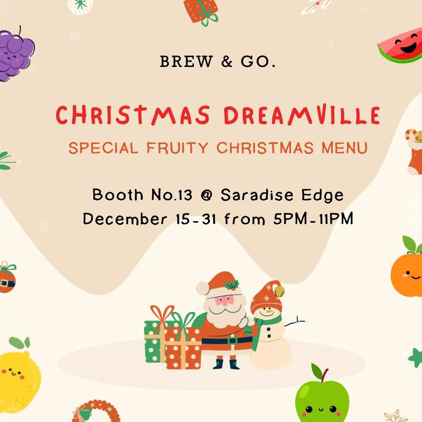 BREW & GO.
CHRISTMAS DREAMVILLE
SPECIAL FRUITY CHRISTMAS MENU
Booth No.13 @ Saradise Edge
December 15-31 from 5PM-11PM